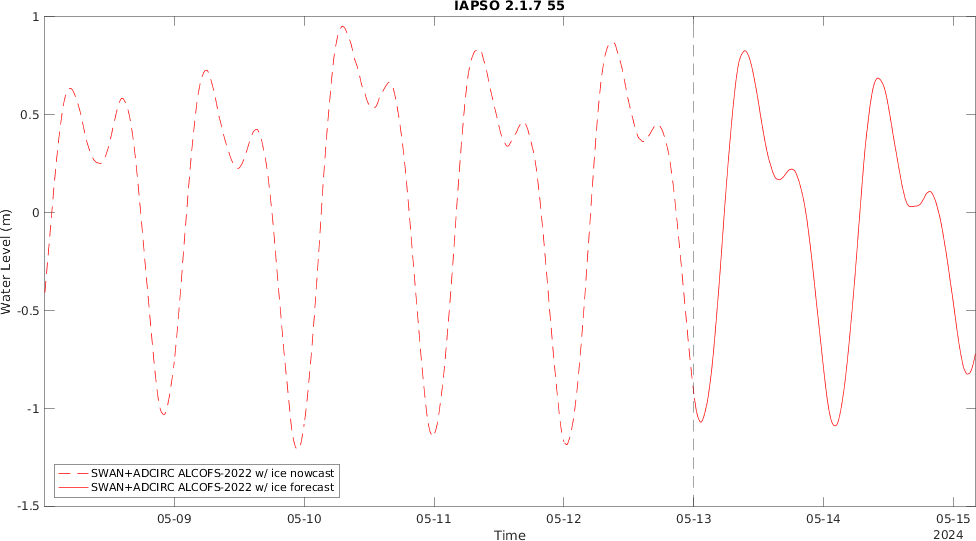 IAPSO 2.1.7 55
1
0.5
0
-0.5
-1
-1.5
Water Level (m)
SWAN+ADCIRC ALCOFS-2022 w/ ice nowcast
SWAN+ADCIRC ALCOFS-2022 w/ ice forecast
05-09 05-10 05-11 05-12 05-13 05-14 05-15
Time
2024